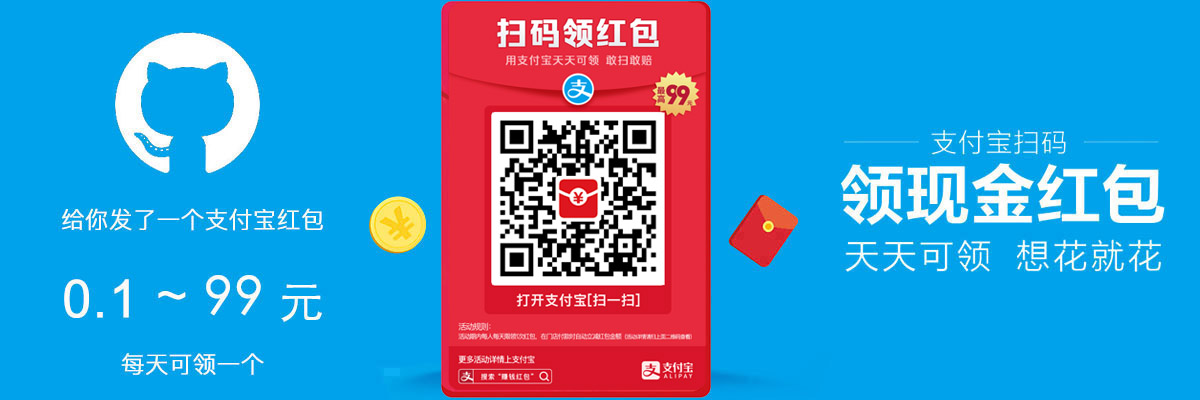 给你发了一个支付宝红包
0.1 ~ 99 元
每天可领一个
扫码领红包
用支付宝天天可领 敢扫敢赔
支
最高99元
打开支付宝[扫一扫]
活动规则：
更多活动详情上支付宝
支 搜索“赚钱红包”
支 支付宝
ALIPAY
支付宝扫码
领现金红包
天天可领 想花就花